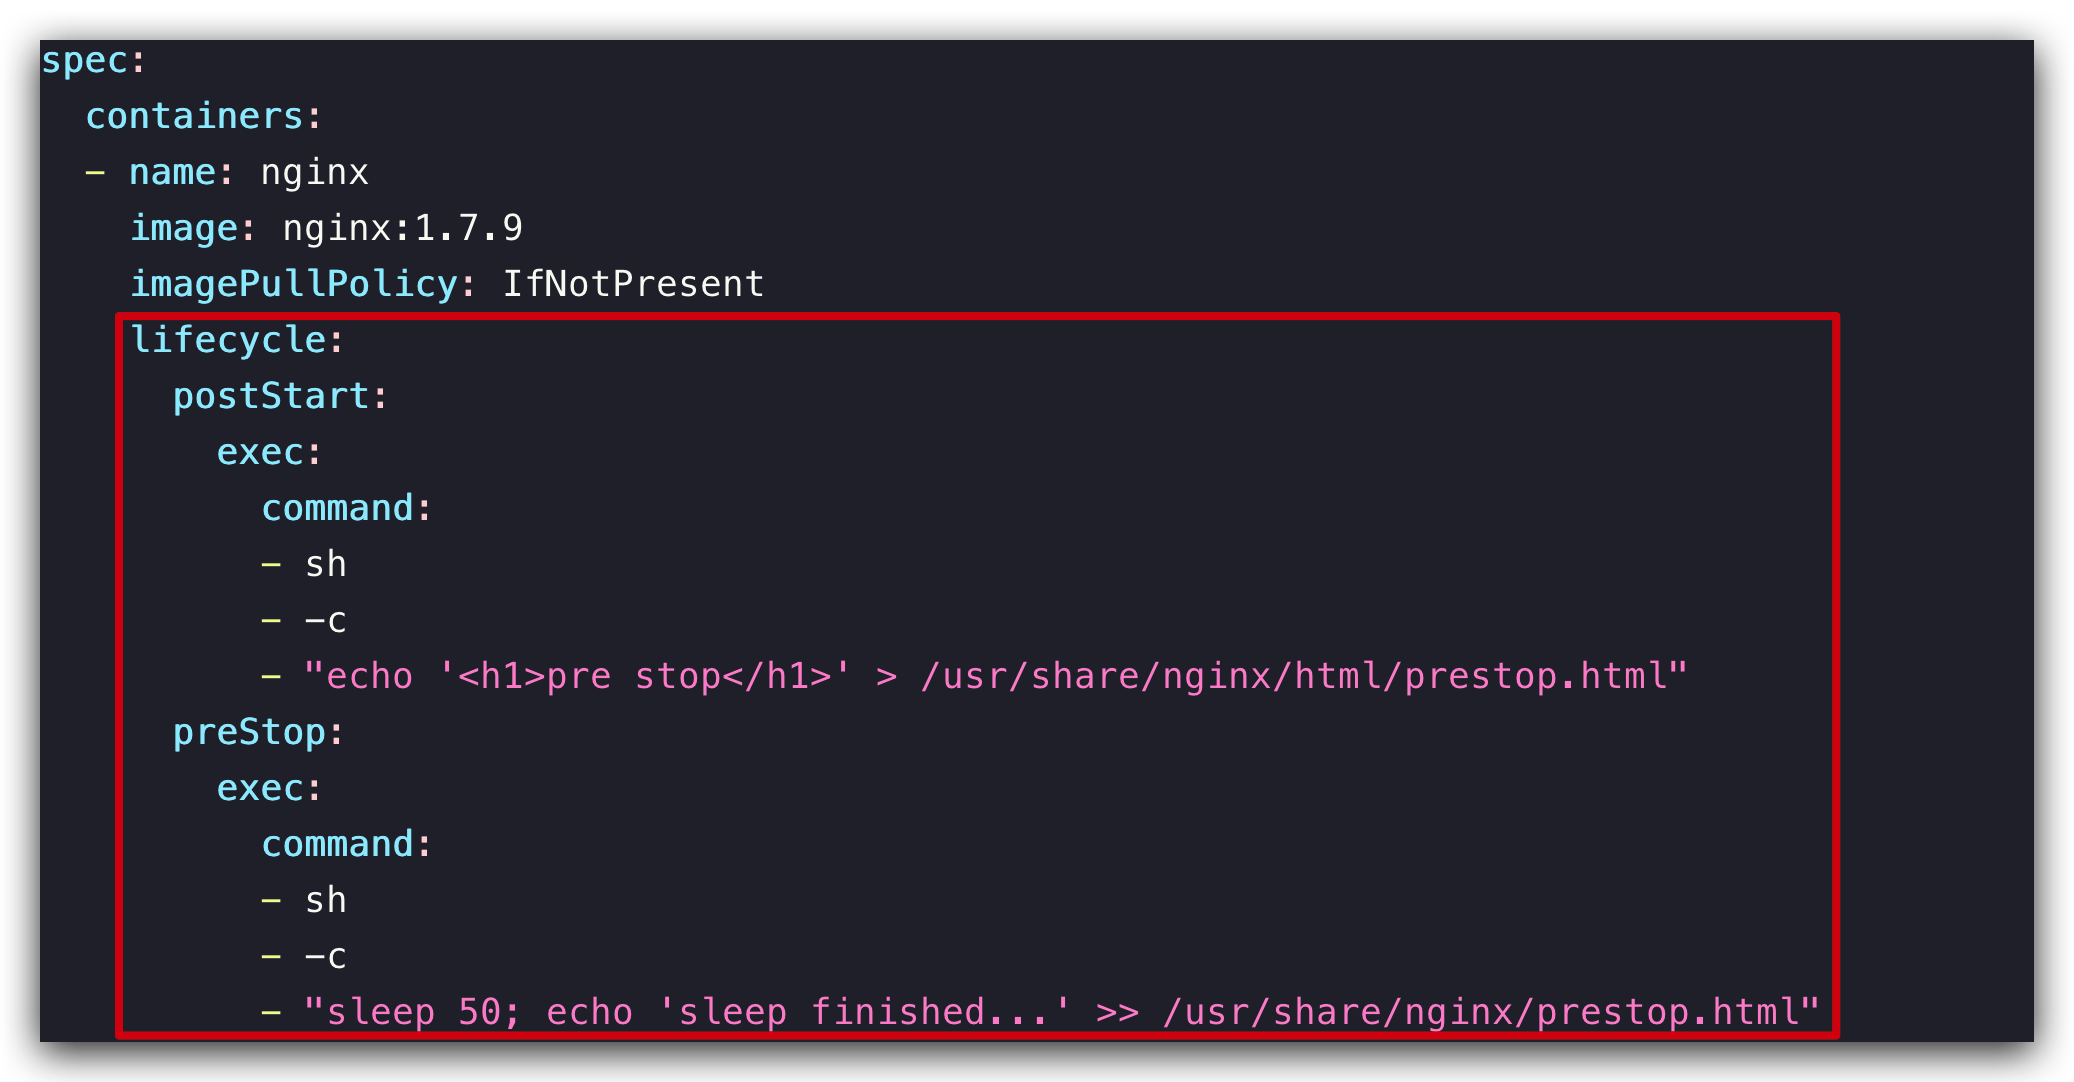 spec:
  containers:
  - name: nginx
    image: nginx:1.7.9
    imagePullPolicy: IfNotPresent
    lifecycle:
      postStart:
        exec:
          command:
          - sh
          - -c
          - "echo '<h1>pre stop</h1>' > /usr/share/nginx/html/prestop.html"
      preStop:
        exec:
          command:
          - sh
          - -c
          - "sleep 50; echo 'sleep finished...' >> /usr/share/nginx/prestop.html"